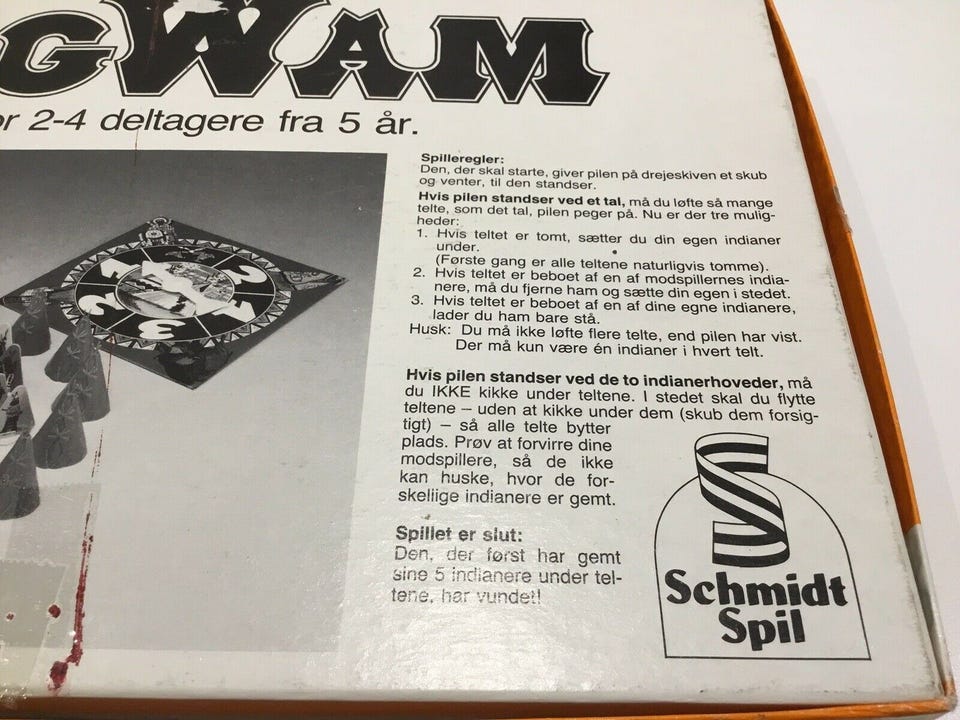 GWAM
r 2-4 deltagere fra 5 år.
Spilleregler:
Den, der skal starte, giver pilen på drejeskiven et skub
og venter, til den standser.
Hvis pilen standser ved et tal, må du løfte så mange
telte, som det tal, pilen peger på. Nu er der tre mulig-
heder:
1. Hvis teltet er tomt, sætter du din egen indianer
under.
(Første gang er alle teltene naturligvis tomme).
2. Hvis teltet er beboet af en af modspillernes india-
nere, må du fjerne ham og sætte din egen i stedet.
3. Hvis teltet er beboet af en af dine egne indianere,
lader du ham bare stå.
Husk: Du må ikke løfte flere telte, end pilen har vist.
Der må kun være én indianer i hvert telt.
Hvis pilen standser ved de to indianerhoveder, må
du IKKE kikke under teltene. I stedet skal du flytte
teltene – uden at kikke under dem (skub dem forsig-
tigt) – så alle telte bytter
plads. Prøv at forvirre dine
modspillere, så de ikke
kan huske, hvor de for-
skellige indianere er gemt.
Spillet er slut:
Den, der først har gemt
sine 5 indianere under tel-
tene, har vundet!
Schmidt
Spil